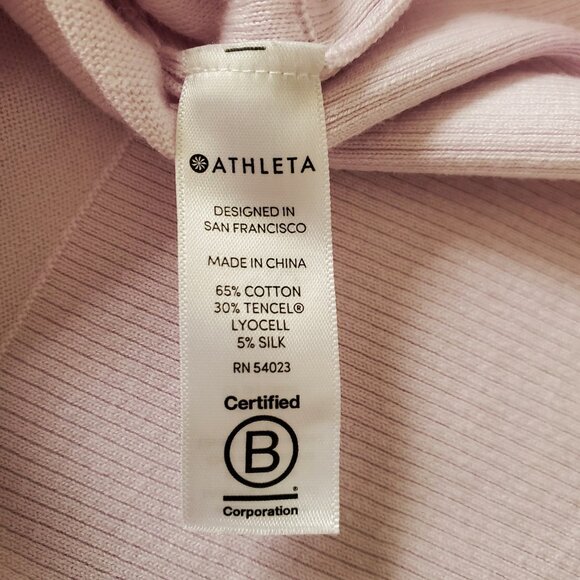 ATHLETA
DESIGNED IN
SAN FRANCISCO
MADE IN CHINA
65% COTTON
30% TENCEL®
LYOCELL
5% SILK
RN 54023
Certified
B
®
Corporation